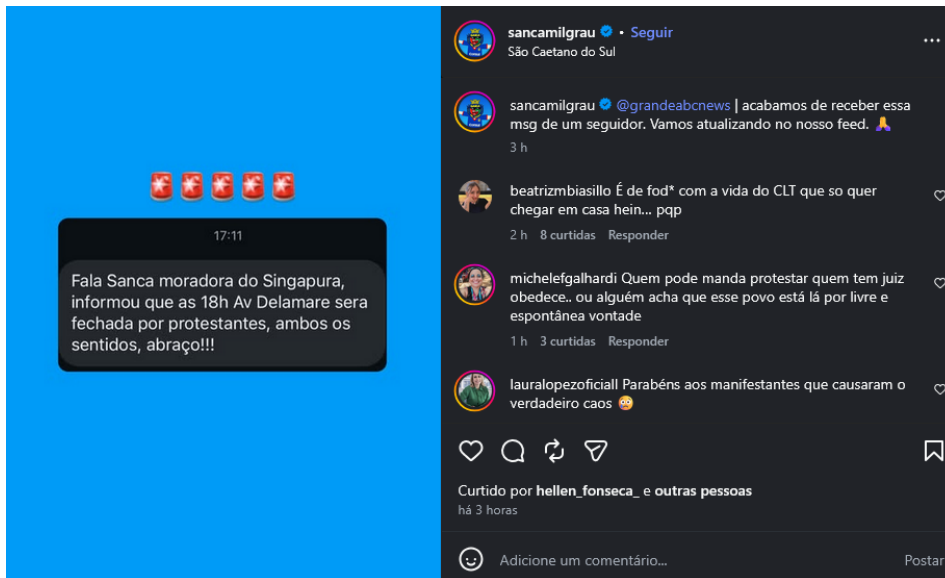 17:11
Fala Sanca moradora do Singapura,
informou que as 18h Av Delamare sera
fechada por protestantes, ambos os
sentidos, abraço!!!
sancamilgrau • Seguir
São Caetano do Sul
sancamilgrau @grandeabcnews | acabamos de receber essa
msg de um seguidor. Vamos atualizando no nosso feed. 🙏
3 h
beatrizmbiasillo É de fod* com a vida do CLT que so quer
chegar em casa hein... pqp
2 h 8 curtidas Responder
michelefgalhardi Quem pode manda protestar quem tem juiz
obedece.. ou alguém acha que esse povo está lá por livre e
espontânea vontade
1 h 3 curtidas Responder
lauralopezoficiall Parabéns aos manifestantes que causaram o
verdadeiro caos 😳
Curtido por hellen_fonseca_ e outras pessoas
há 3 horas
Adicione um comentário...
Postar